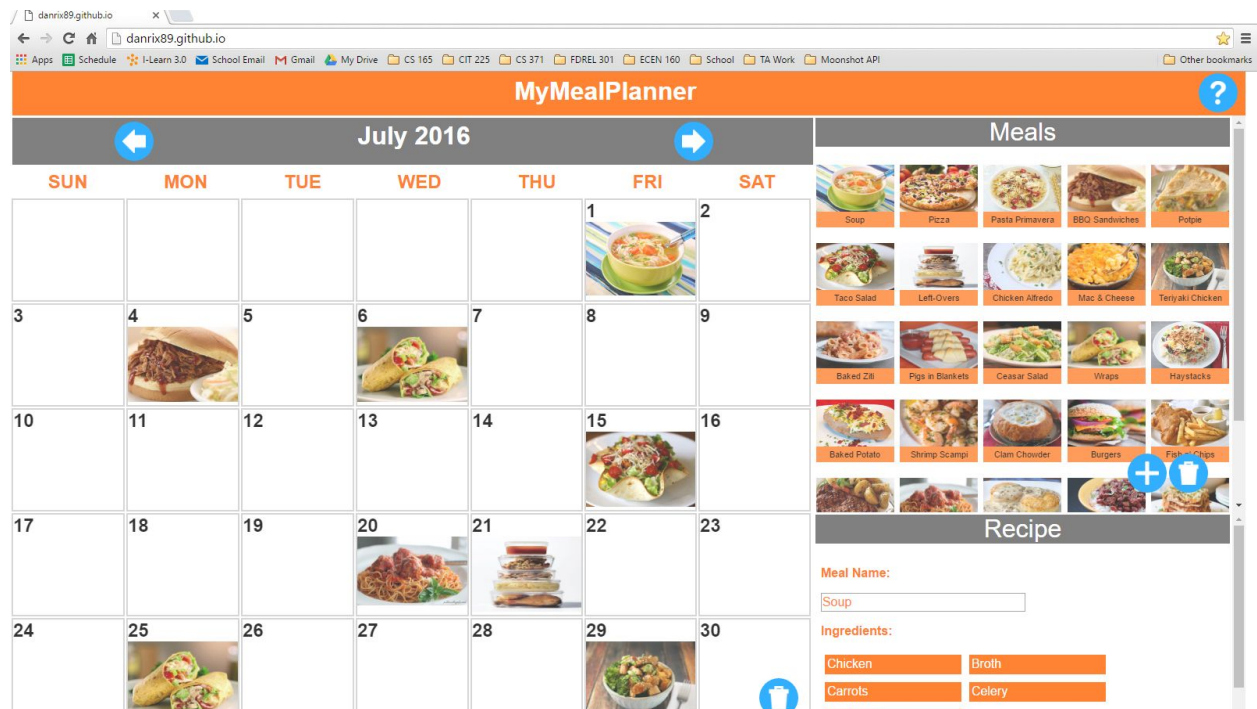 danrix89.github.io
danrix89.github.io
Apps Schedule I-Learn 3.0 School Email Gmail My Drive CS 165 CIT 225 CS 371 FDREL 301 ECEN 160 School TA Work Moonshot API Other bookmarks
MyMealPlanner ?
July 2016
SUN MON TUE WED THU FRI SAT
1 2
3 4 5 6 7 8 9
10 11 12 13 14 15 16
17 18 19 20 21 22 23
24 25 26 27 28 29 30
Meals
Soup Pizza Pasta Primavera BBQ Sandwiches Potpie
Taco Salad Left-Overs Chicken Alfredo Mac & Cheese Teriyaki Chicken
Baked Ziti Pigs in Blankets Ceasar Salad Wraps Haystacks
Baked Potato Shrimp Scampi Clam Chowder Burgers Fish Chips
Recipe
Meal Name:
Soup
Ingredients:
Chicken Broth
Carrots Celery